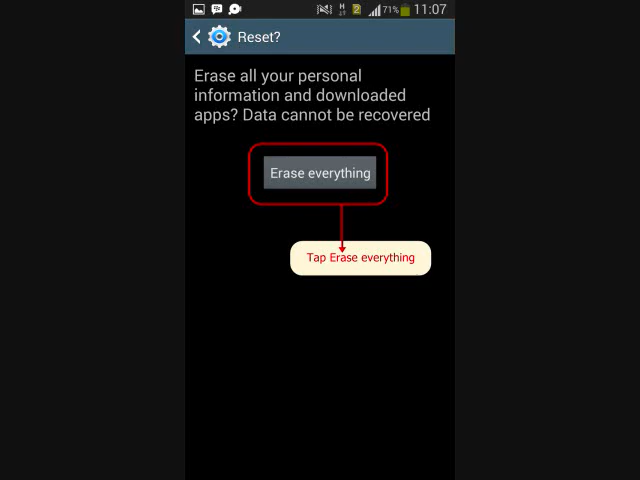 H 2 71% 11:07
Reset?
Erase all your personal
information and downloaded
apps? Data cannot be recovered
Erase everything
Tap Erase everything